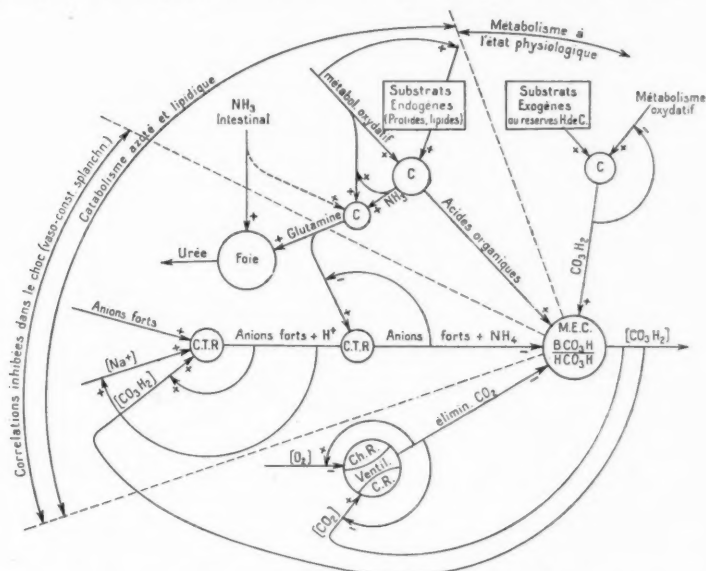 Métabolisme à
l'état physiologique
Catabolisme azoté et lipidique
Corrélations inhibées dans le choc (vaso-const. splanchn.)
NH₃
Intestinal
métabol oxydatif
Substrats
Endogènes
(Protides, lipides)
Substrats
Exogènes
ou réserves H.de C.
Métabolisme
oxydatif
C
C
C
NH₃
Glutamine
Urée
Foie
Acides organiques
CO₃H₂
Anions forts
[Na⁺]
[CO₃H₂]
C.T.R
Anions forts + H⁺
C.T.R
Anions forts + NH₄
M.E.C.
BCO₃H
HCO₃H
[CO₃H₂]
élimin. CO₂
[O₂]
Ch.R.
Ventil.
C.R.
[CO₂]